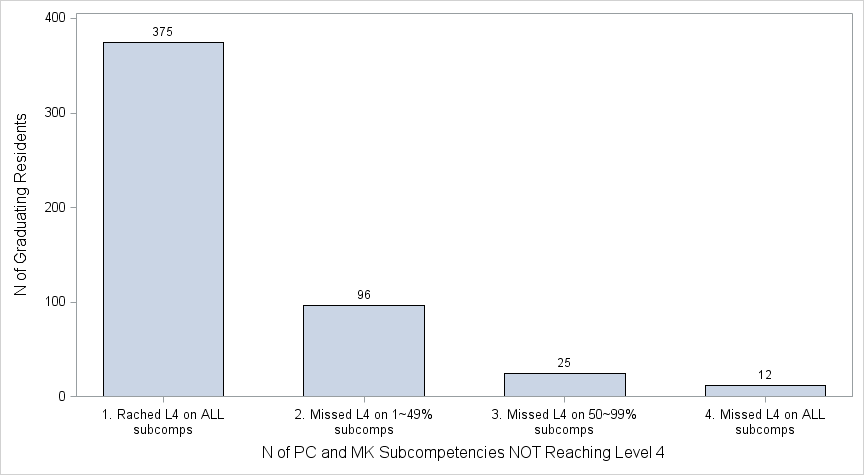 400
300
200
100
0
N of Graduating Residents
375
96
25
12
1. Rached L4 on ALL
subcomps
2. Missed L4 on 1~49%
subcomps
3. Missed L4 on 50~99%
subcomps
4. Missed L4 on ALL
subcomps
N of PC and MK Subcompetencies NOT Reaching Level 4